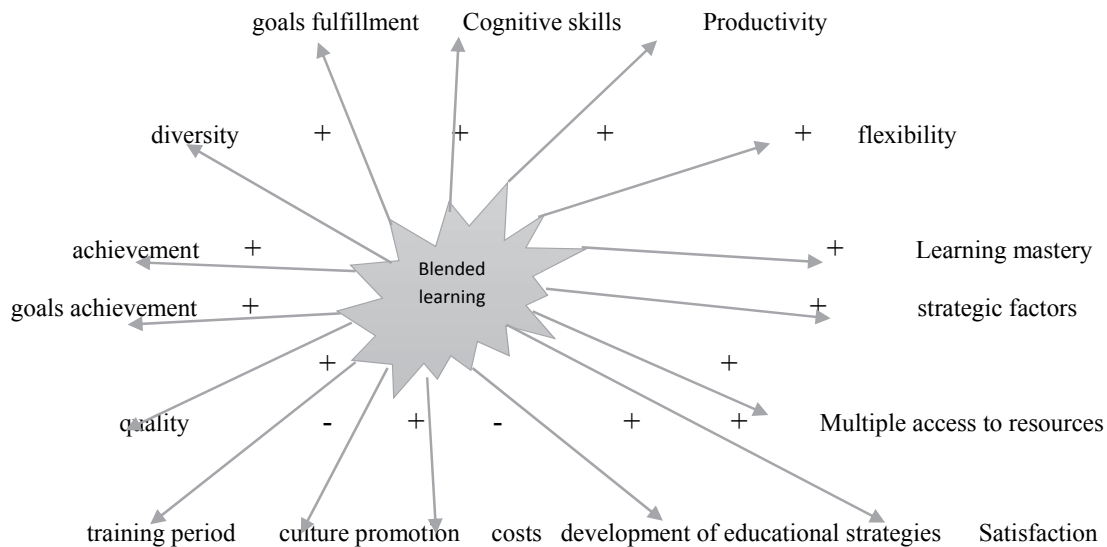 goals fulfillment Cognitive skills Productivity
diversity + + + + flexibility
Blended
learning
achievement + + Learning mastery
goals achievement + + strategic factors
+ +
quality - + - + + Multiple access to resources
training period culture promotion costs development of educational strategies Satisfaction